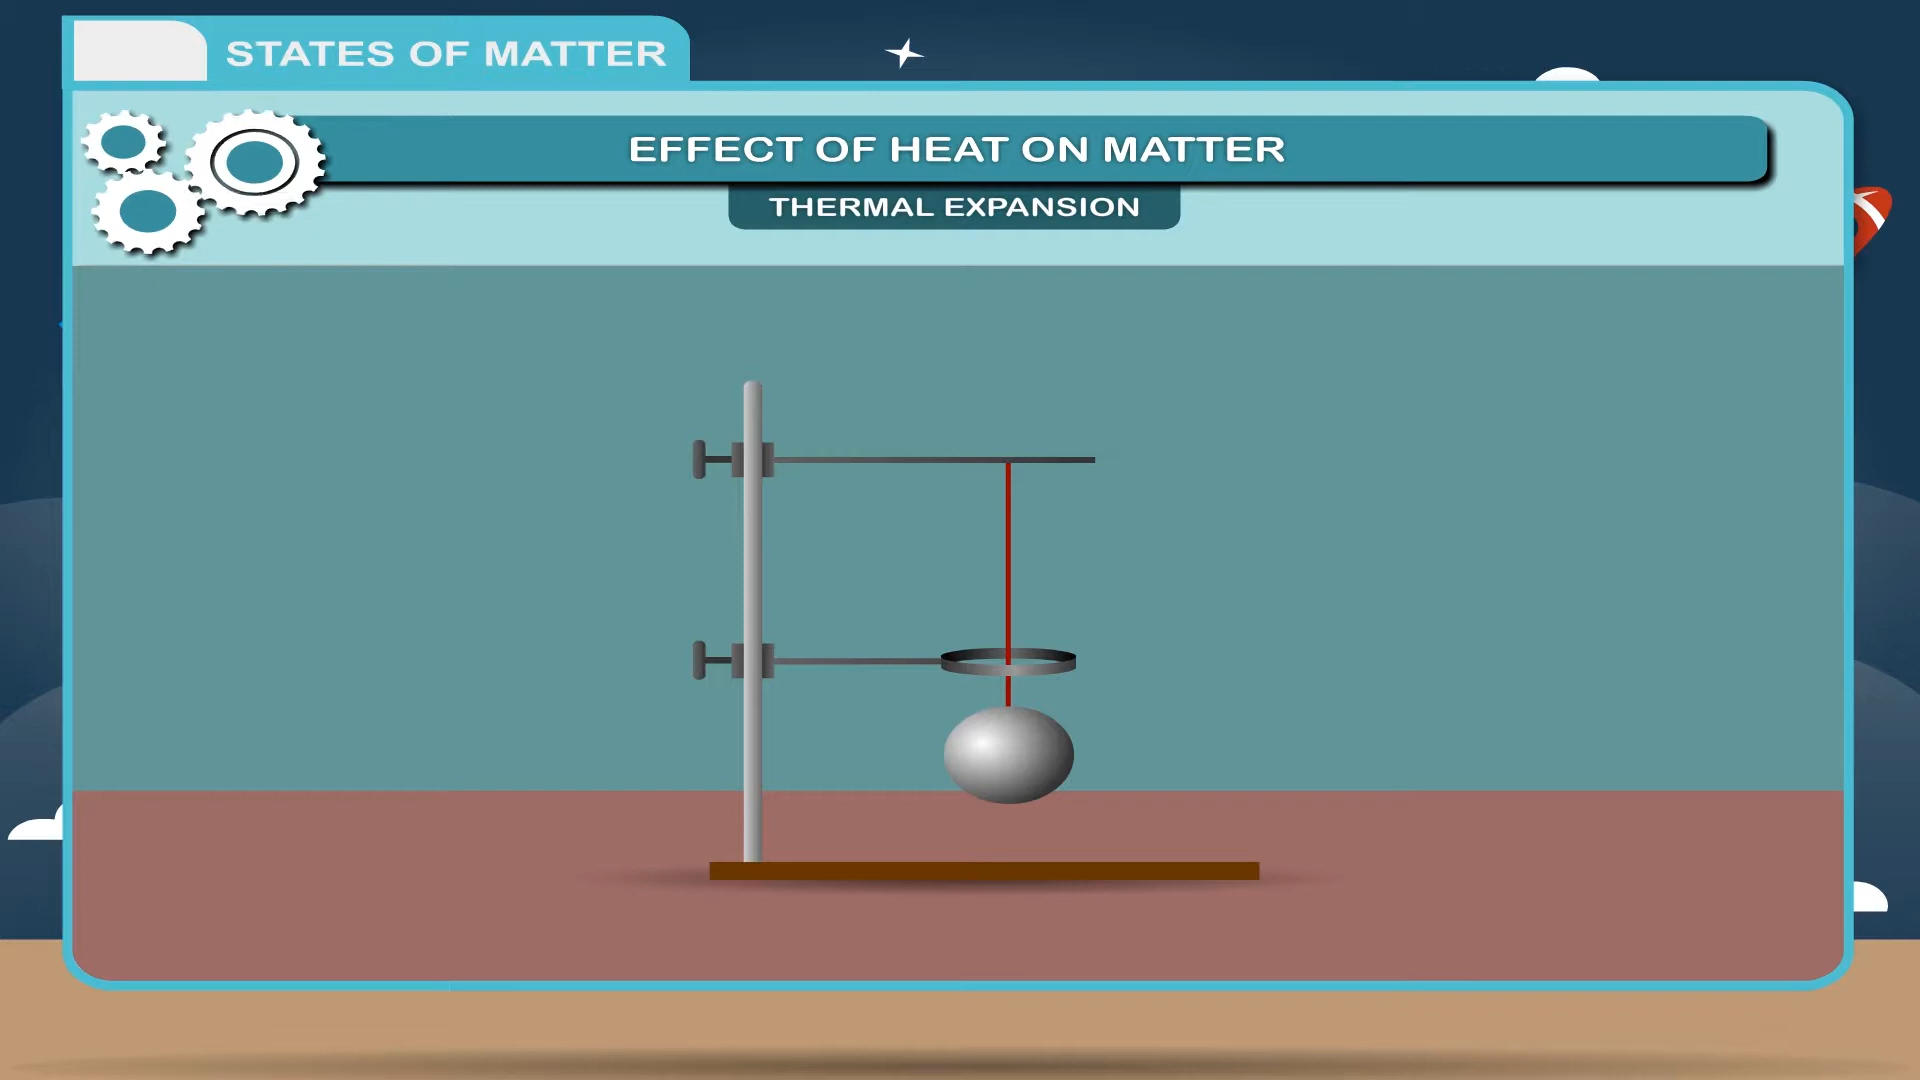 STATES OF MATTER
EFFECT OF HEAT ON MATTER
THERMAL EXPANSION